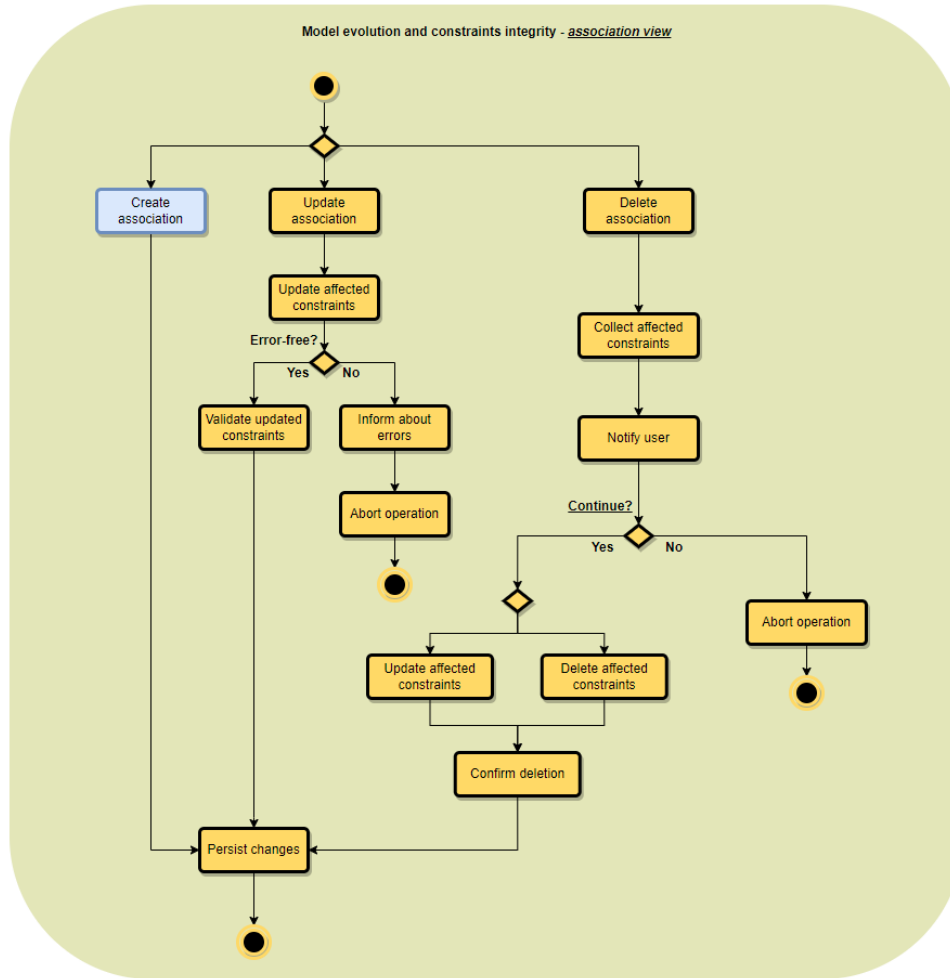 Model evolution and constraints integrity - association view
Create
association
Update
association
Delete
association
Update affected
constraints
Collect affected
constraints
Error-free?
Yes
No
Validate updated
constraints
Inform about
errors
Notify user
Abort operation
Continue?
Yes
No
Abort operation
Update affected
constraints
Delete affected
constraints
Confirm deletion
Persist changes